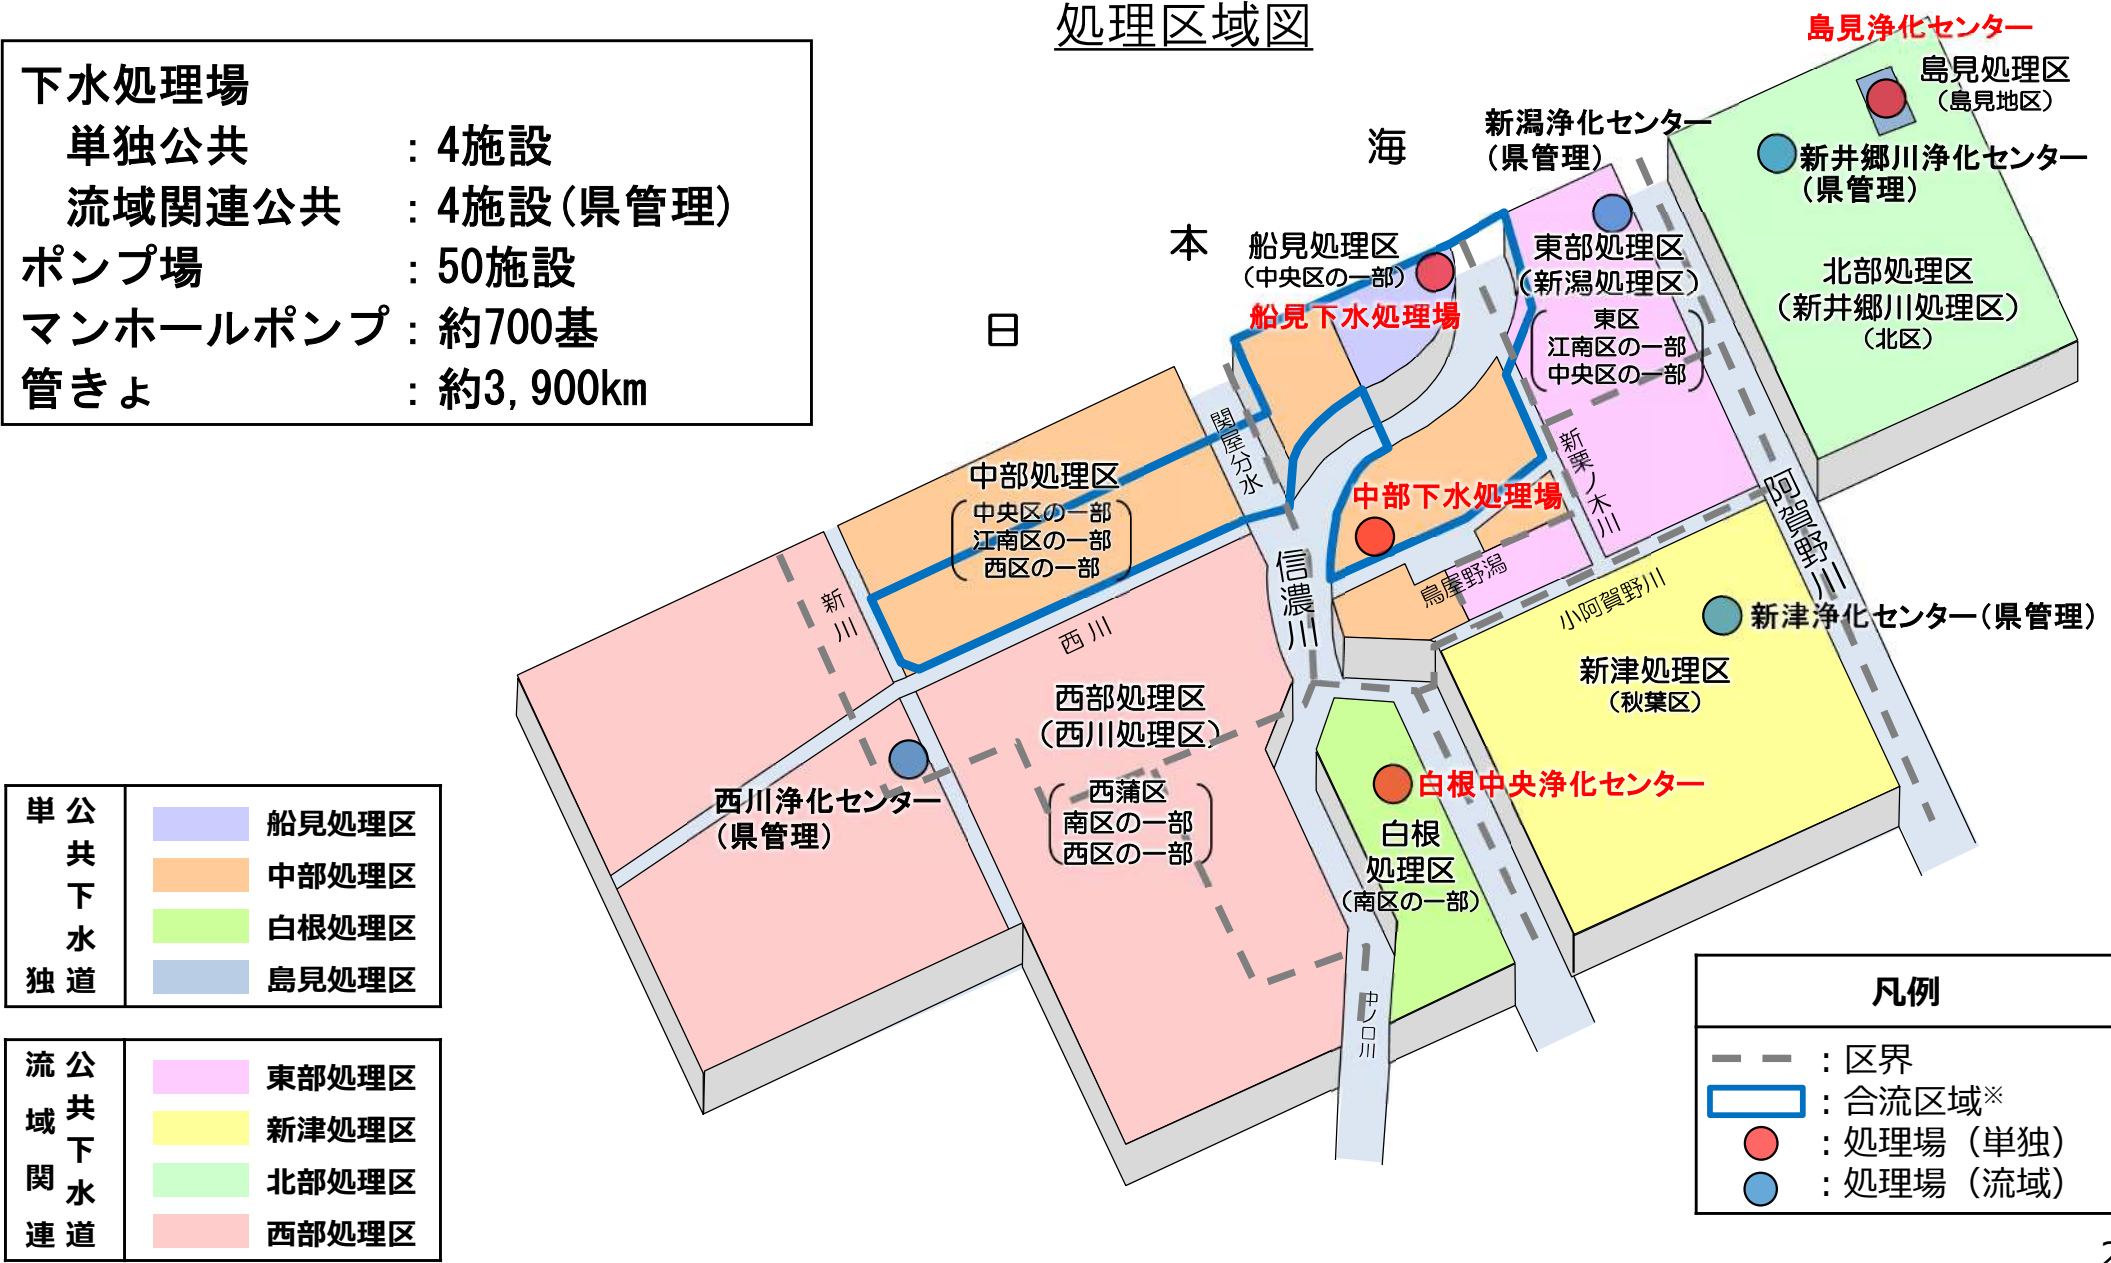 処理区域図
下水処理場
単独公共 : 4施設
流域関連公共 : 4施設(県管理)
ポンプ場 : 50施設
マンホールポンプ : 約700基
管きょ : 約3,900km
日
本
海
島見浄化センター
島見処理区
(島見地区)
新潟浄化センター
(県管理)
新井郷川浄化センター
(県管理)
船見処理区
(中央区の一部)
船見下水処理場
東部処理区
(新潟処理区)
東区
江南区の一部
中央区の一部
北部処理区
(新井郷川処理区)
(北区)
関屋分水
中部処理区
中央区の一部
江南区の一部
西区の一部
中部下水処理場
新栗ノ木川
阿賀野川
信濃川
鳥屋野潟
小阿賀野川
新川
西川
新津浄化センター(県管理)
新津処理区
(秋葉区)
西部処理区
(西川処理区)
西蒲区
南区の一部
西区の一部
西川浄化センター
(県管理)
白根中央浄化センター
白根
処理区
(南区の一部)
中ノ口川
単独公共下水道
船見処理区
中部処理区
白根処理区
島見処理区
流域関連公共下水道
東部処理区
新津処理区
北部処理区
西部処理区
凡例
: 区界
: 合流区域※
: 処理場(単独)
: 処理場(流域)